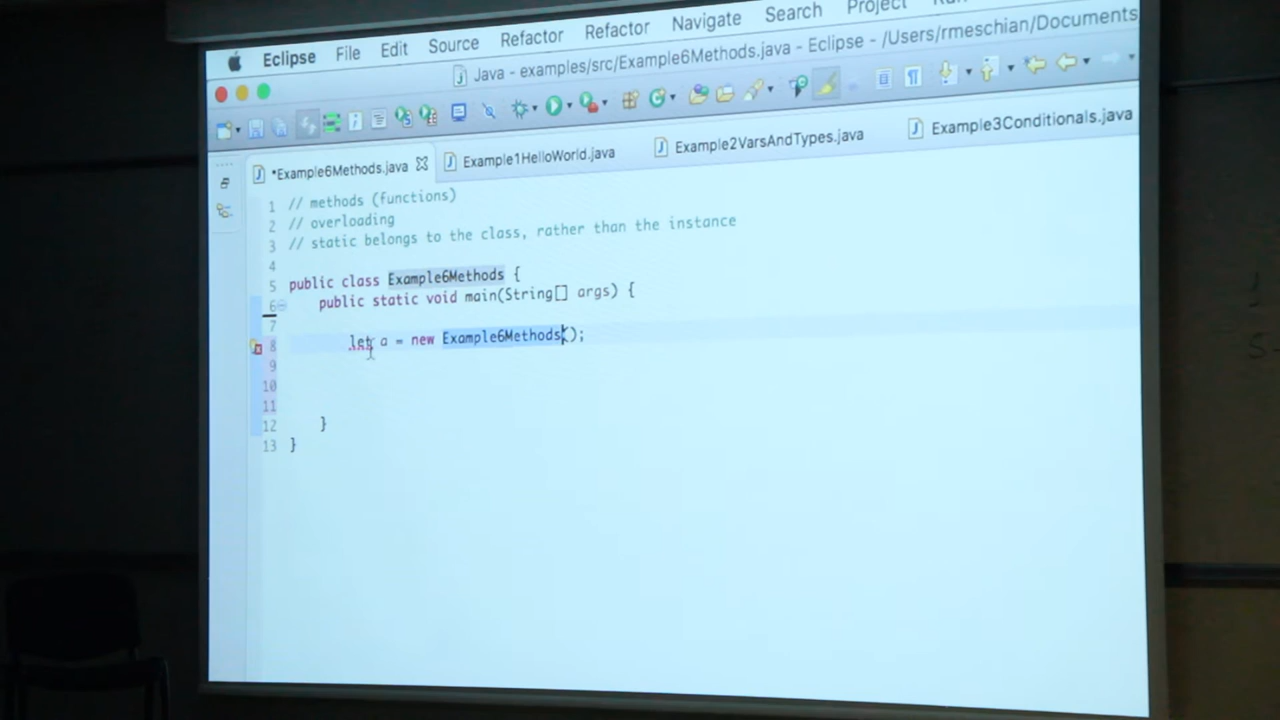 Eclipse File Edit Source Refactor Refactor Navigate Search Project
Java - examples/src/Example6Methods.java - Eclipse - /Users/rmeschian/Documents
*Example6Methods.java Example1HelloWorld.java Example2VarsAndTypes.java Example3Conditionals.java
1 // methods (functions)
2 // overloading
3 // static belongs to the class, rather than the instance
4
5 public class Example6Methods {
6 public static void main(String[] args) {
7
8 let a = new Example6Methods();
9
10
11
12 }
13 }